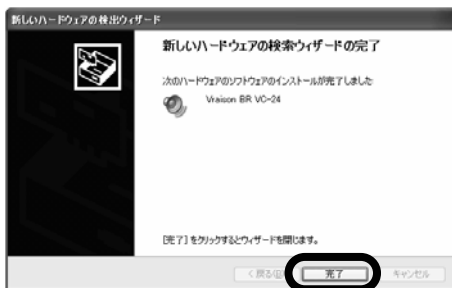 新しいハードウェアの検出ウィザード
新しいハードウェアの検索ウィザードの完了
次のハードウェアのソフトウェアのインストールが完了しました
Vraison BR VC-24
[完了] をクリックするとウィザードを閉じます。
< 戻る(B) 完了 キャンセル